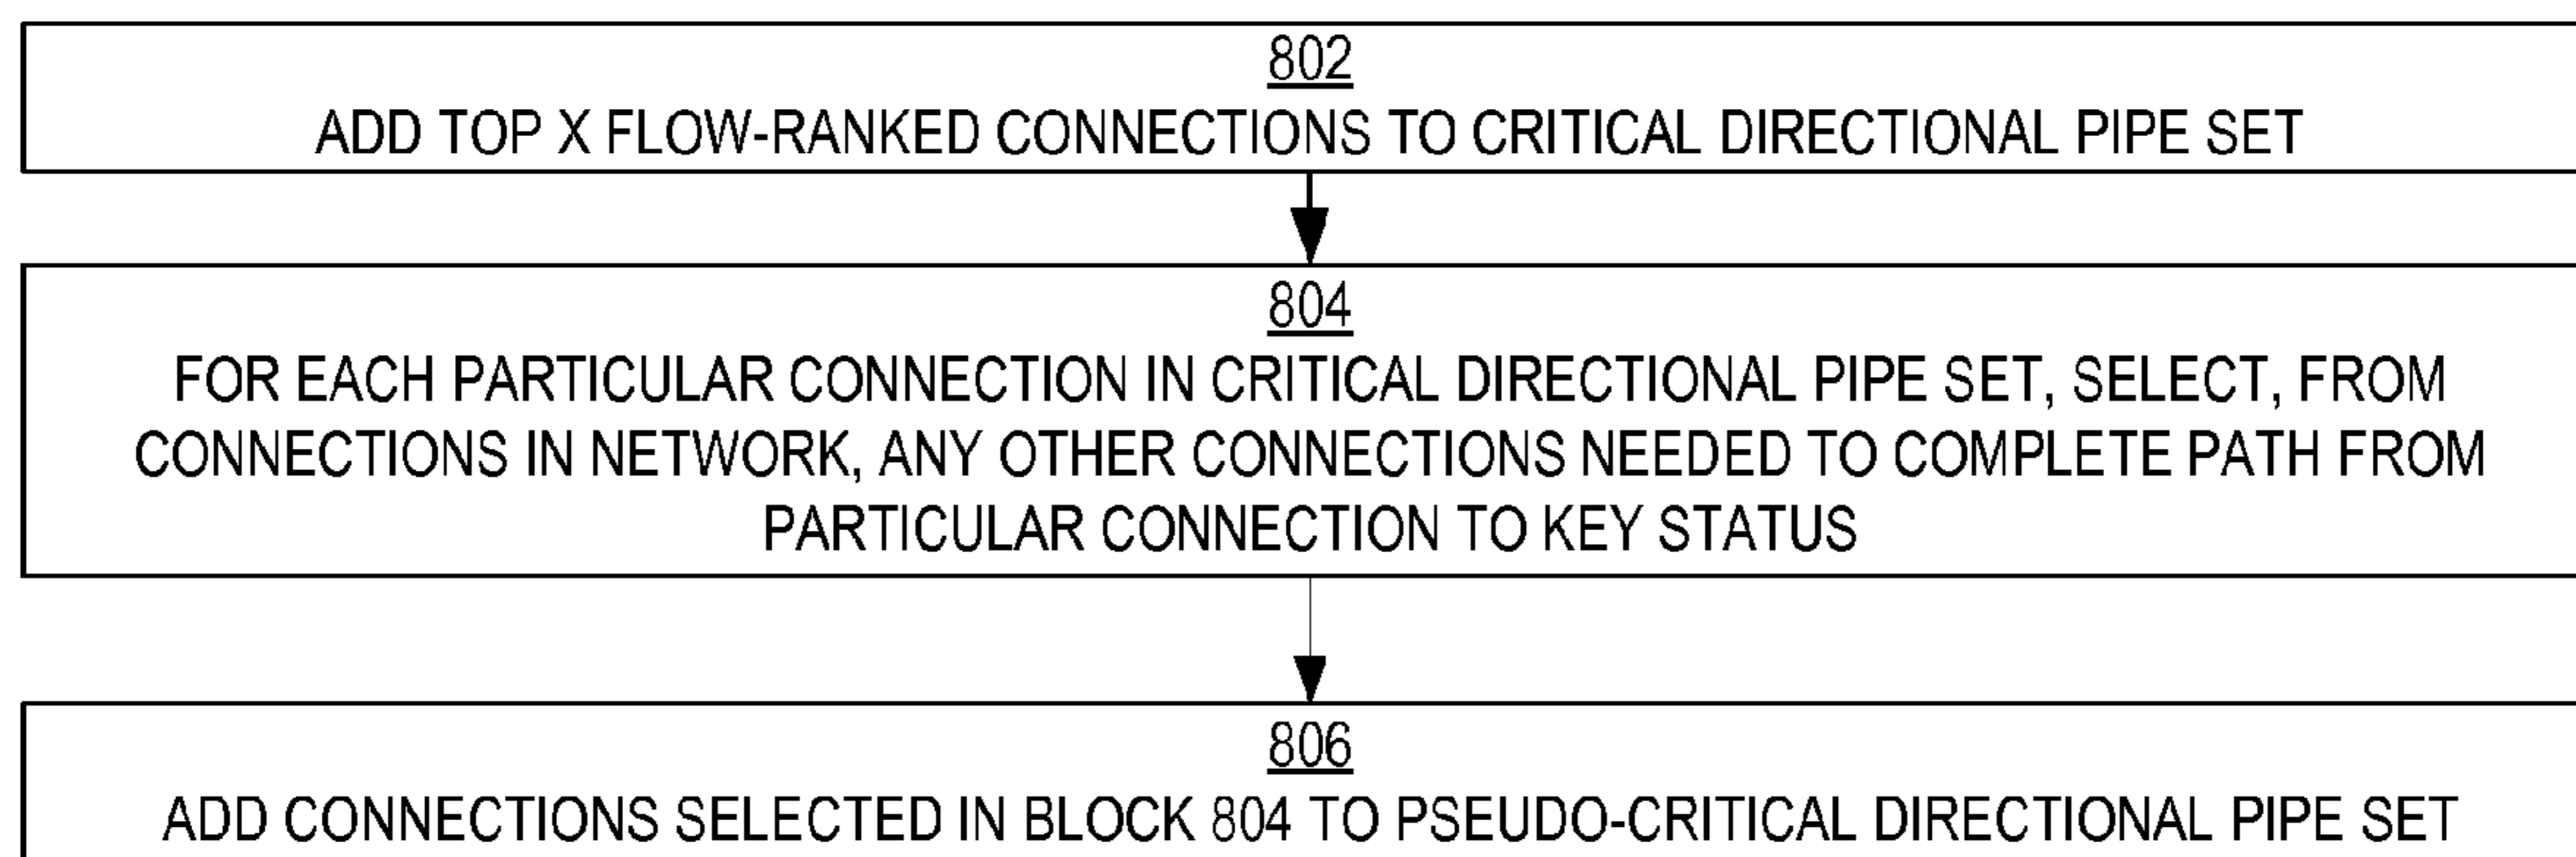 802
ADD TOP X FLOW-RANKED CONNECTIONS TO CRITICAL DIRECTIONAL PIPE SET
804
FOR EACH PARTICULAR CONNECTION IN CRITICAL DIRECTIONAL PIPE SET, SELECT, FROM
CONNECTIONS IN NETWORK, ANY OTHER CONNECTIONS NEEDED TO COMPLETE PATH FROM
PARTICULAR CONNECTION TO KEY STATUS
806
ADD CONNECTIONS SELECTED IN BLOCK 804 TO PSEUDO-CRITICAL DIRECTIONAL PIPE SET